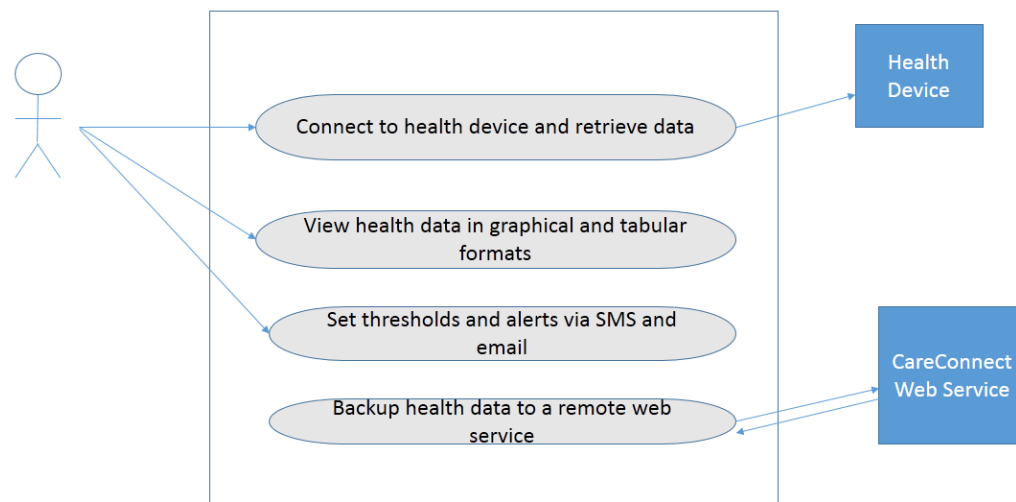 Health
Device
Connect to health device and retrieve data
View health data in graphical and tabular
formats
Set thresholds and alerts via SMS and
email
CareConnect
Web Service
Backup health data to a remote web
service